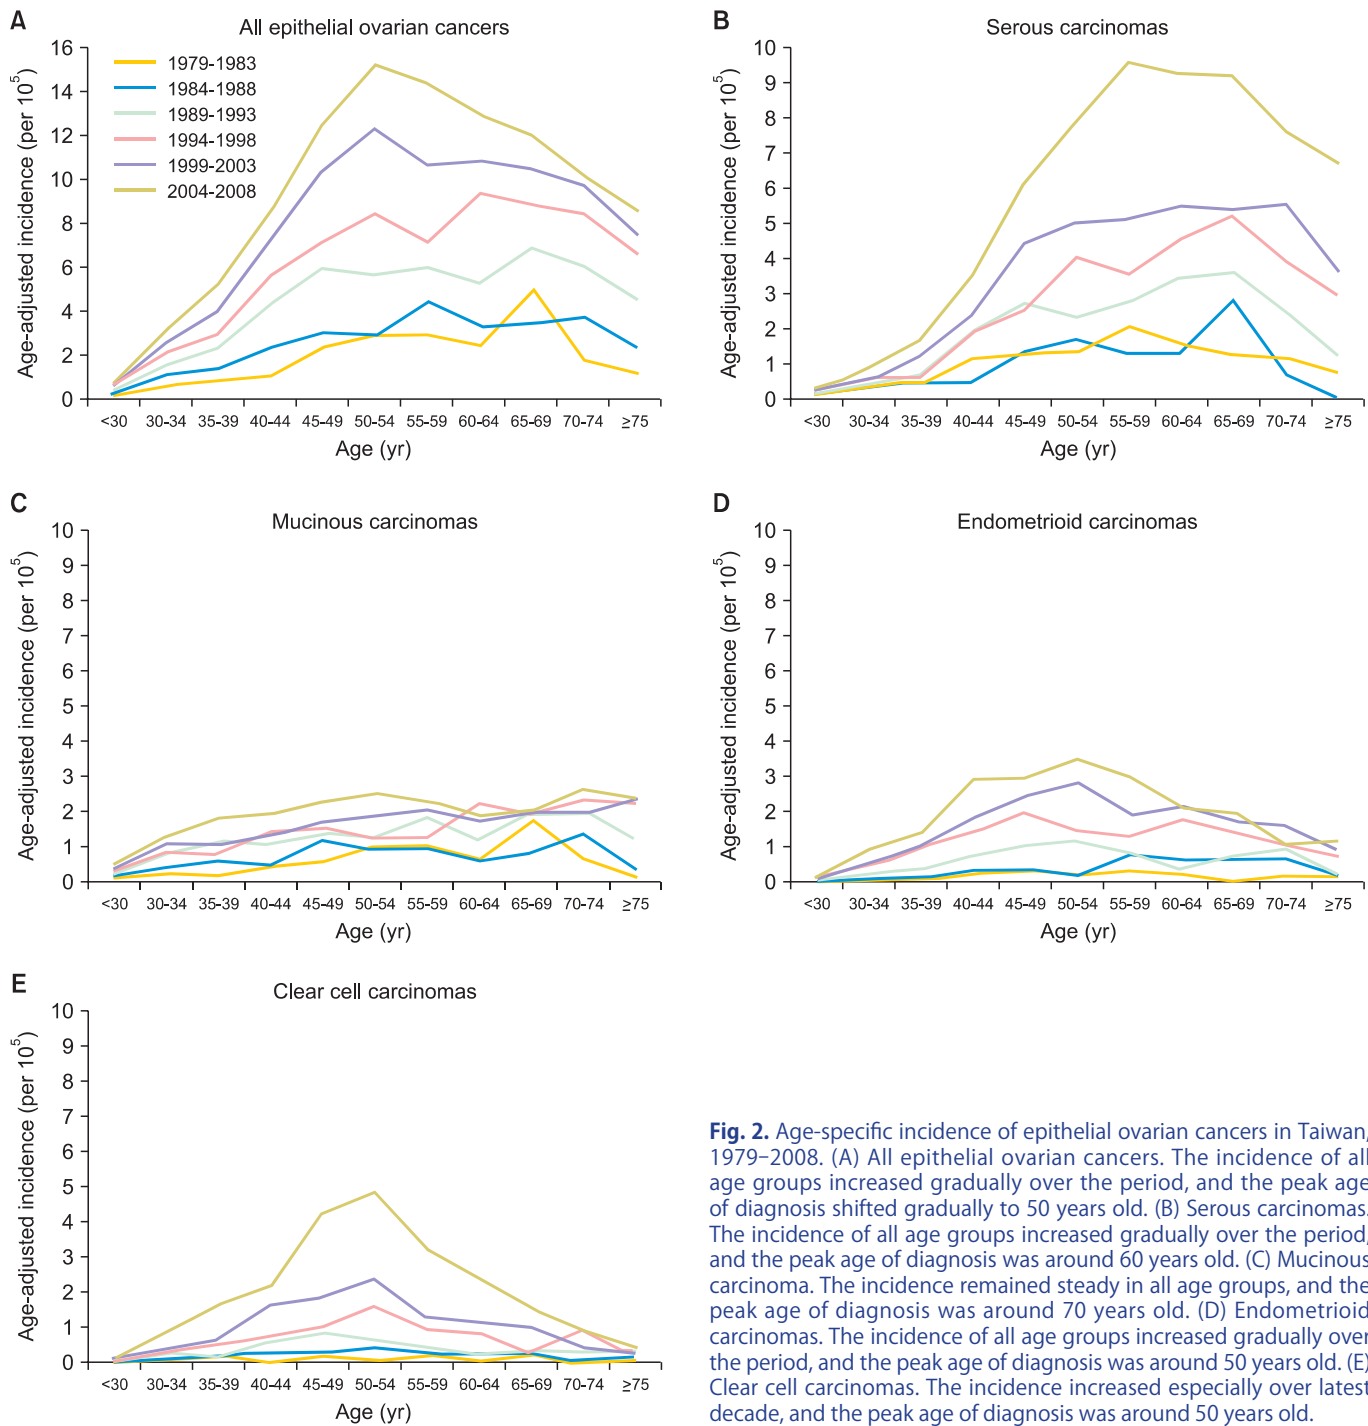 A
All epithelial ovarian cancers
Age-adjusted incidence (per 10⁵)
16
14
12
10
8
6
4
2
0
1979-1983
1984-1988
1989-1993
1994-1998
1999-2003
2004-2008
<30 30-34 35-39 40-44 45-49 50-54 55-59 60-64 65-69 70-74 ≥75
Age (yr)
B
Serous carcinomas
Age-adjusted incidence (per 10⁵)
10
9
8
7
6
5
4
3
2
1
0
<30 30-34 35-39 40-44 45-49 50-54 55-59 60-64 65-69 70-74 ≥75
Age (yr)
C
Mucinous carcinomas
Age-adjusted incidence (per 10⁵)
10
9
8
7
6
5
4
3
2
1
0
<30 30-34 35-39 40-44 45-49 50-54 55-59 60-64 65-69 70-74 ≥75
Age (yr)
D
Endometrioid carcinomas
Age-adjusted incidence (per 10⁵)
10
9
8
7
6
5
4
3
2
1
0
<30 30-34 35-39 40-44 45-49 50-54 55-59 60-64 65-69 70-74 ≥75
Age (yr)
E
Clear cell carcinomas
Age-adjusted incidence (per 10⁵)
10
9
8
7
6
5
4
3
2
1
0
<30 30-34 35-39 40-44 45-49 50-54 55-59 60-64 65-69 70-74 ≥75
Age (yr)
Fig. 2. Age-specific incidence of epithelial ovarian cancers in Taiwan,
1979–2008. (A) All epithelial ovarian cancers. The incidence of all
age groups increased gradually over the period, and the peak age
of diagnosis shifted gradually to 50 years old. (B) Serous carcinomas.
The incidence of all age groups increased gradually over the period,
and the peak age of diagnosis was around 60 years old. (C) Mucinous
carcinoma. The incidence remained steady in all age groups, and the
peak age of diagnosis was around 70 years old. (D) Endometrioid
carcinomas. The incidence of all age groups increased gradually over
the period, and the peak age of diagnosis was around 50 years old. (E)
Clear cell carcinomas. The incidence increased especially over latest
decade, and the peak age of diagnosis was around 50 years old.